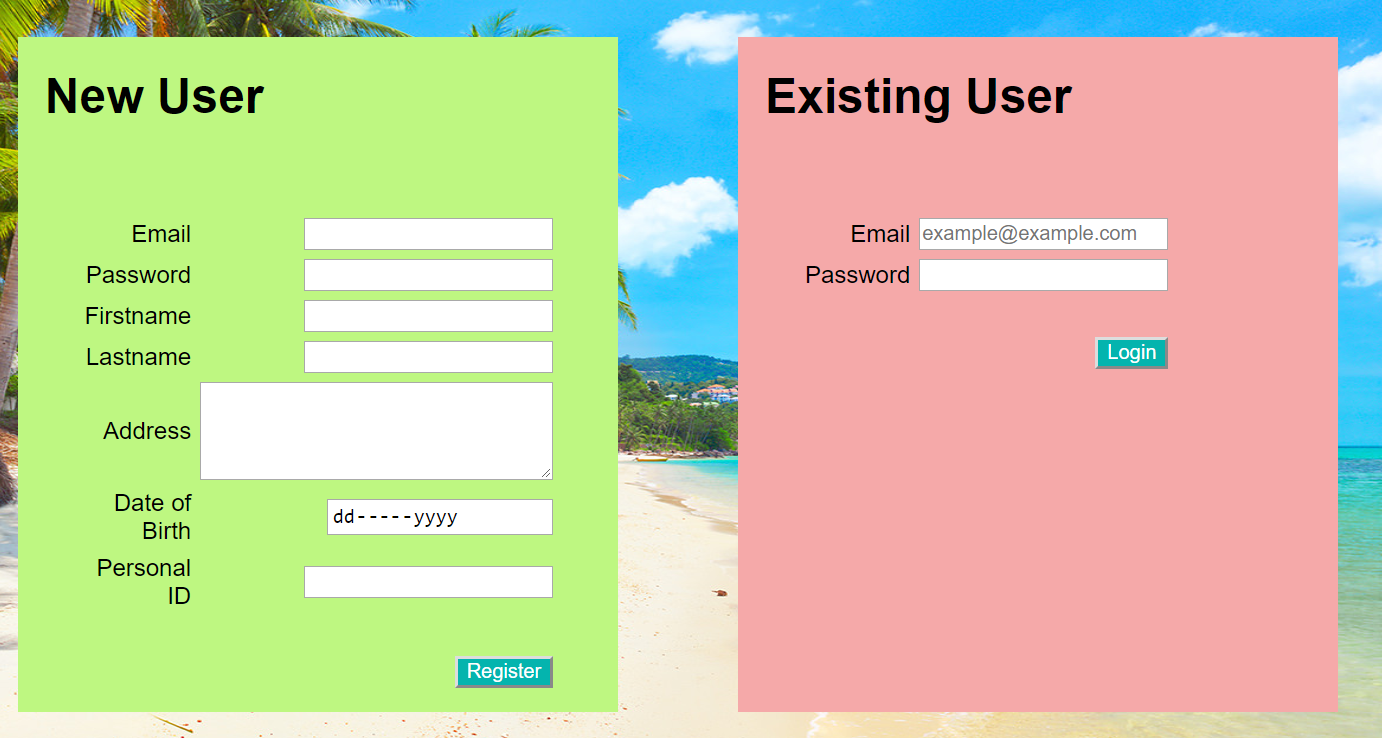 New User
Email
Password
Firstname
Lastname
Address
Date of
Birth
dd-----yyyy
Personal
ID
Register
Existing User
Email example@example.com
Password
Login